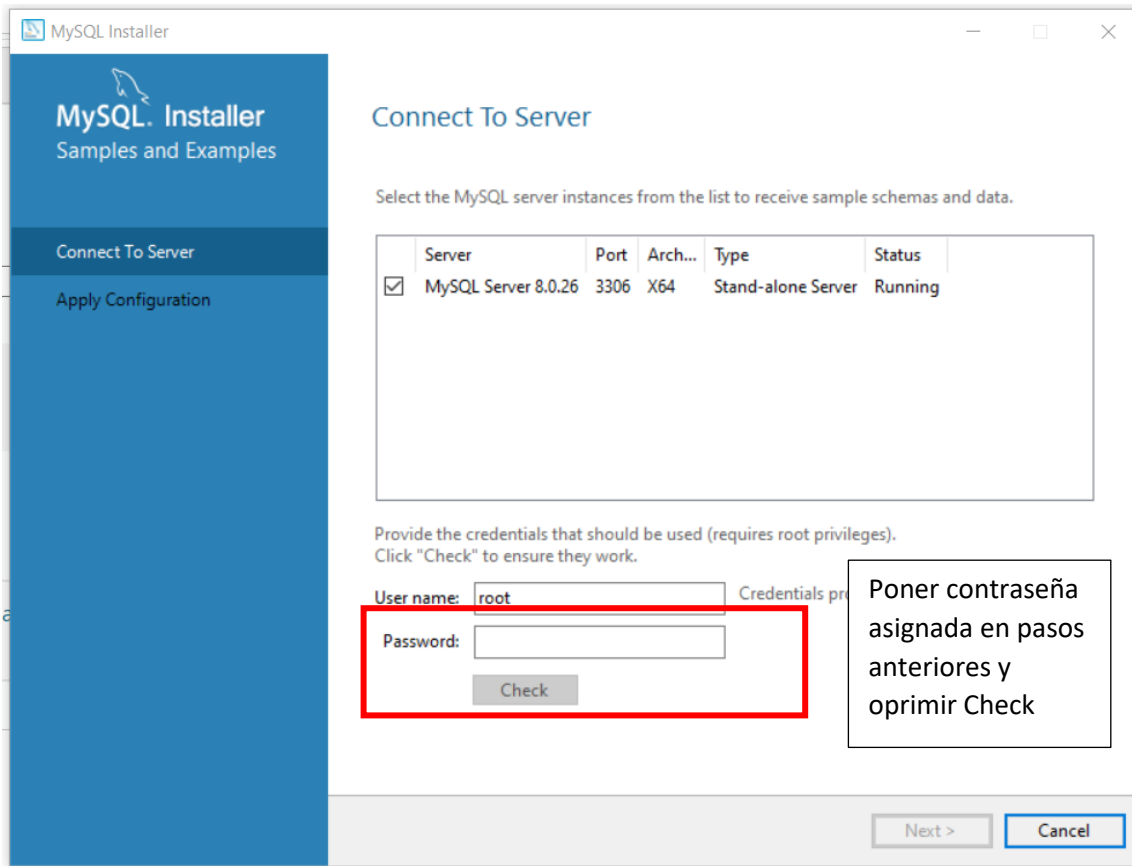 MySQL Installer
MySQL. Installer
Samples and Examples
Connect To Server
Apply Configuration
Connect To Server
Select the MySQL server instances from the list to receive sample schemas and data.
Server Port Arch... Type Status
MySQL Server 8.0.26 3306 X64 Stand-alone Server Running
Provide the credentials that should be used (requires root privileges).
Click "Check" to ensure they work.
User name: root Credentials
Password:
Check
Poner contraseña
asignada en pasos
anteriores y
oprimir Check
Next >
Cancel